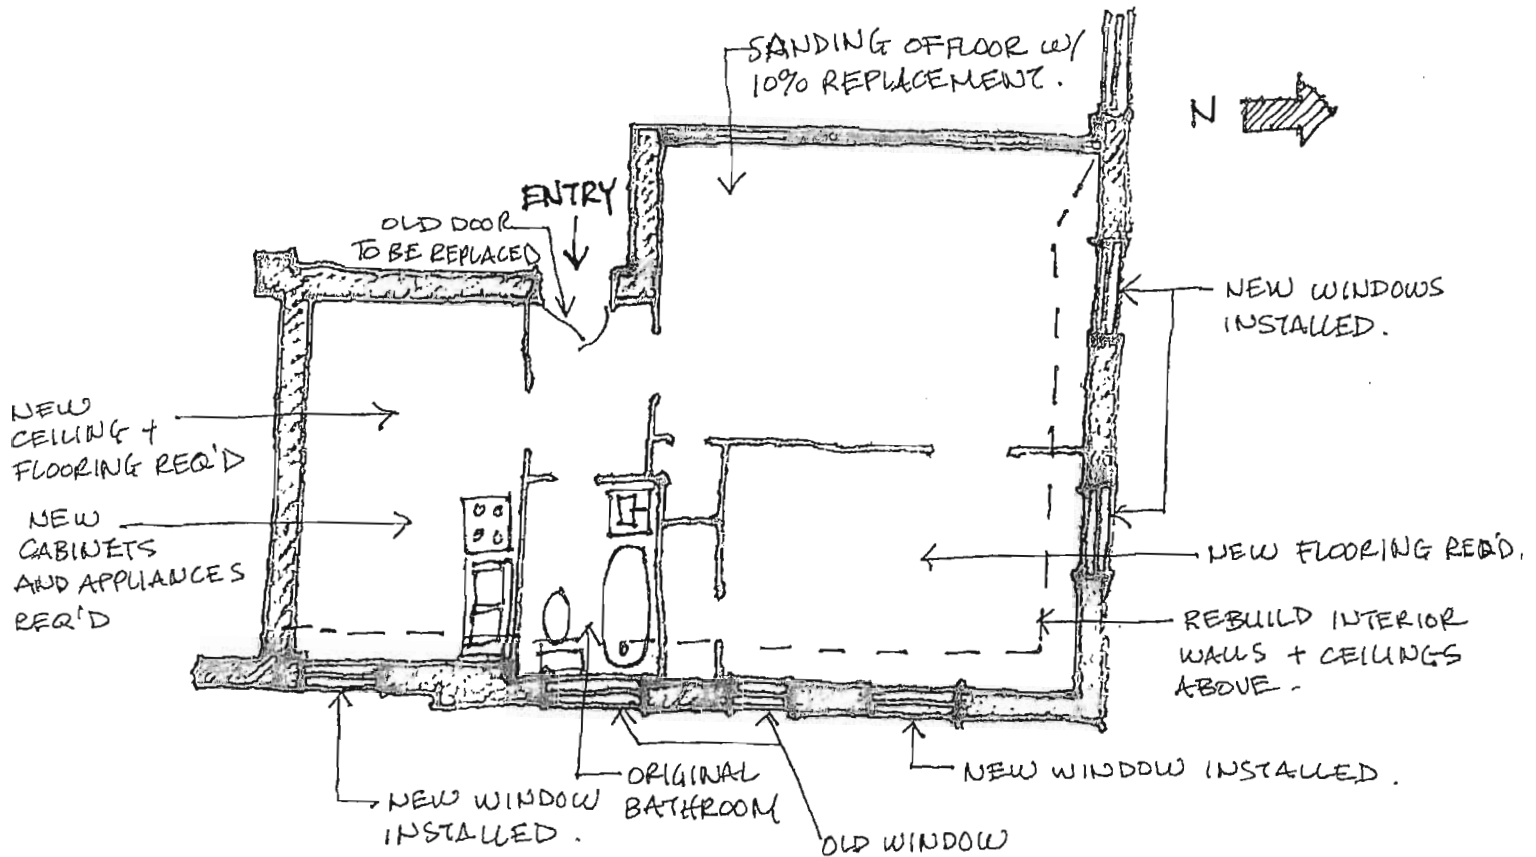 SANDING OF FLOOR W/
10% REPLACEMENT.
N
ENTRY
OLD DOOR
TO BE REPLACED
NEW WINDOWS
INSTALLED.
NEW
CEILING +
FLOORING REQ'D
NEW
CABINETS
AND APPLIANCES
REQ'D
NEW FLOORING REQ'D.
REBUILD INTERIOR
WALLS + CEILINGS
ABOVE.
NEW WINDOW INSTALLED.
ORIGINAL
BATHROOM
NEW WINDOW
INSTALLED.
OLD WINDOW